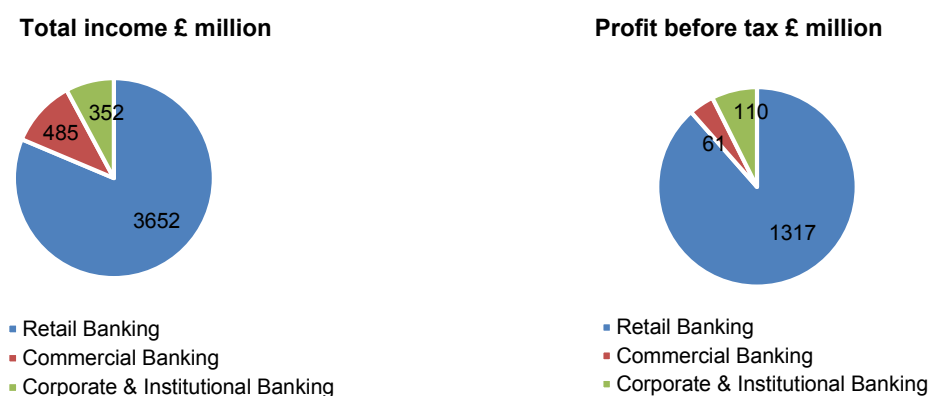 Total income £ million
352
485
3652
Retail Banking
Commercial Banking
Corporate & Institutional Banking
Profit before tax £ million
110
61
1317
Retail Banking
Commercial Banking
Corporate & Institutional Banking